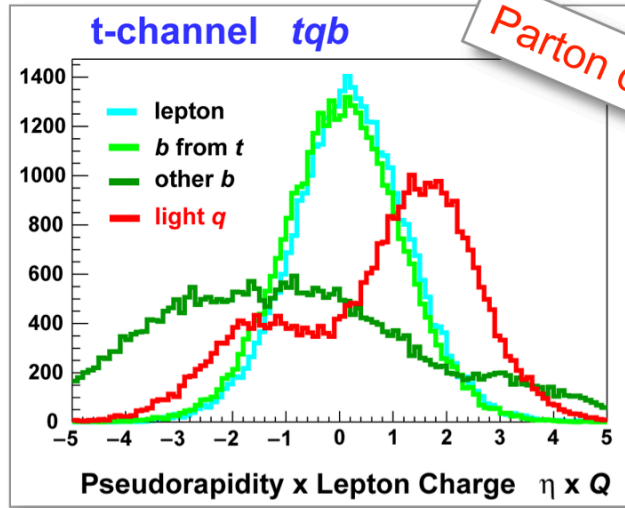 t-channel tqb
Parton
1400
1200
1000
800
600
400
200
0
lepton
b from t
other b
light q
–5 –4 –3 –2 –1 0 1 2 3 4 5
Pseudorapidity x Lepton Charge η x Q